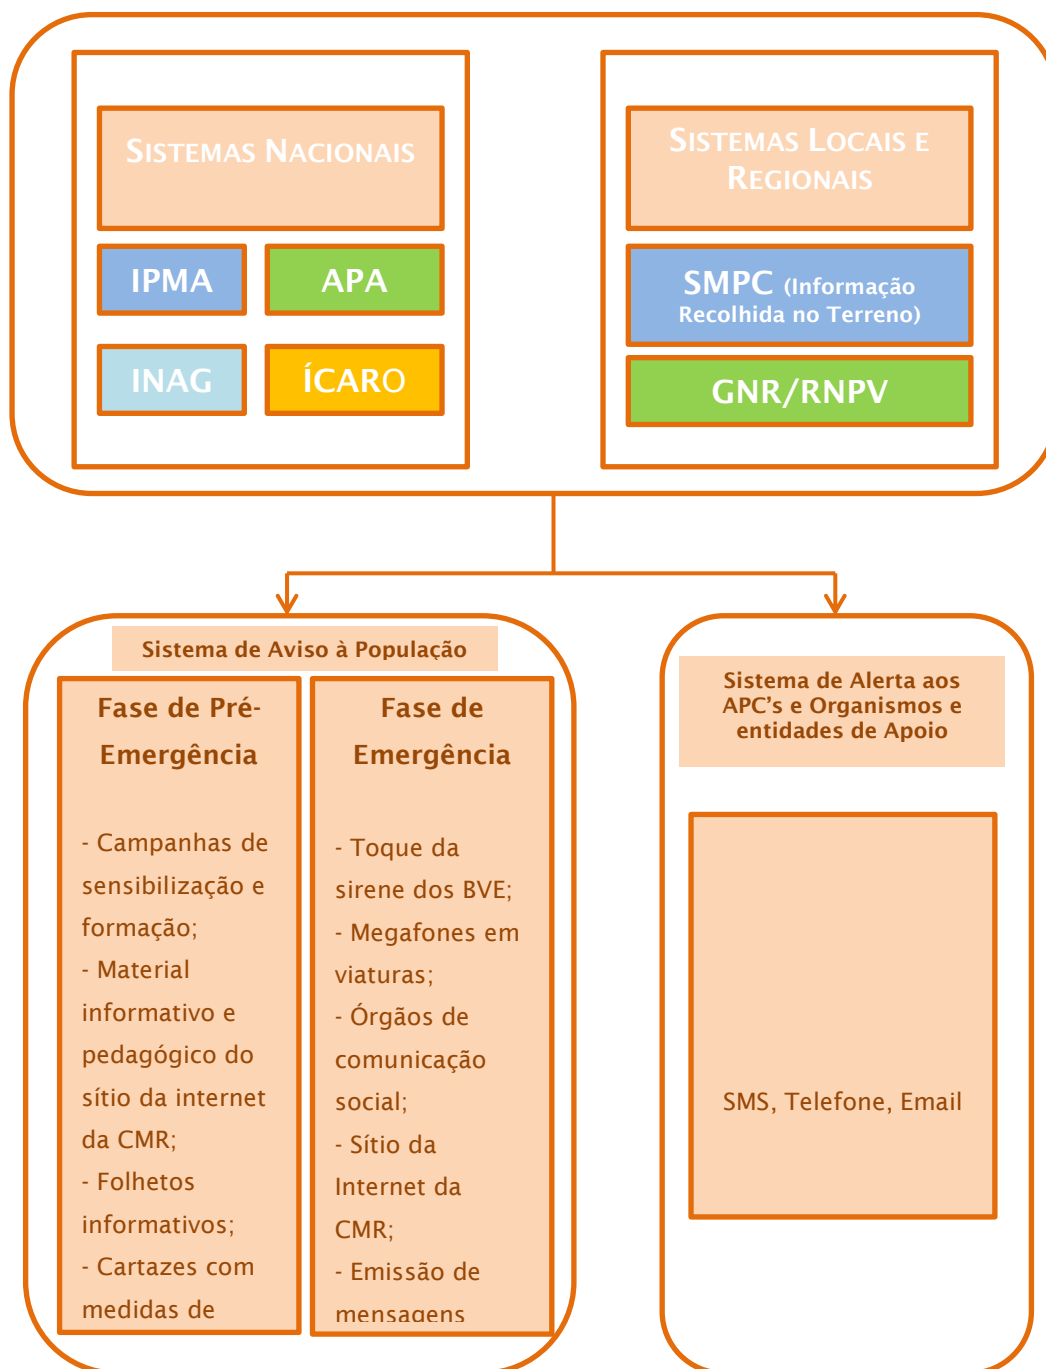 SISTEMAS NACIONAIS
IPMA
APA
INAG
ÍCARO
SISTEMAS LOCAIS E
REGIONAIS
SMPC (Informação
Recolhida no Terreno)
GNR/RNPV
Sistema de Aviso à População
Fase de Pré-
Emergência
- Campanhas de
sensibilização e
formação;
- Material
informativo e
pedagógico do
sítio da internet
da CMR;
- Folhetos
informativos;
- Cartazes com
medidas de
Fase de
Emergência
- Toque da
sirene dos BVE;
- Megafones em
viaturas;
- Órgãos de
comunicação
social;
- Sítio da
Internet da
CMR;
- Emissão de
mensagens
Sistema de Alerta aos
APC's e Organismos e
entidades de Apoio
SMS, Telefone, Email